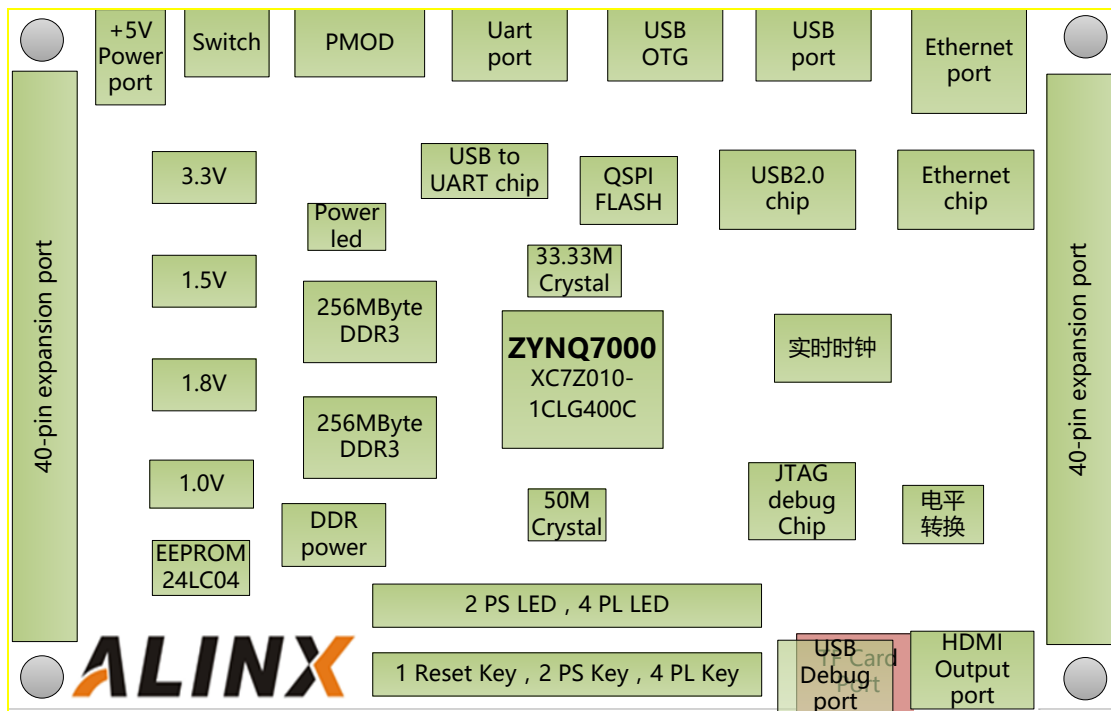 +5V
Power
port
Switch
PMOD
Uart
port
USB
OTG
USB
port
Ethernet
port
40-pin expansion port
3.3V
USB to
UART chip
QSPI
FLASH
USB2.0
chip
Ethernet
chip
40-pin expansion port
Power
led
1.5V
33.33M
Crystal
256MByte
DDR3
ZYNQ7000
XC7Z010-
1CLG400C
实时时钟
1.8V
256MByte
DDR3
1.0V
DDR
power
50M
Crystal
JTAG
debug
Chip
电平
转换
EEPROM
24LC04
2 PS LED , 4 PL LED
ALINX
1 Reset Key , 2 PS Key , 4 PL Key
USB
Debug
port
TF Card
Port
HDMI
Output
port